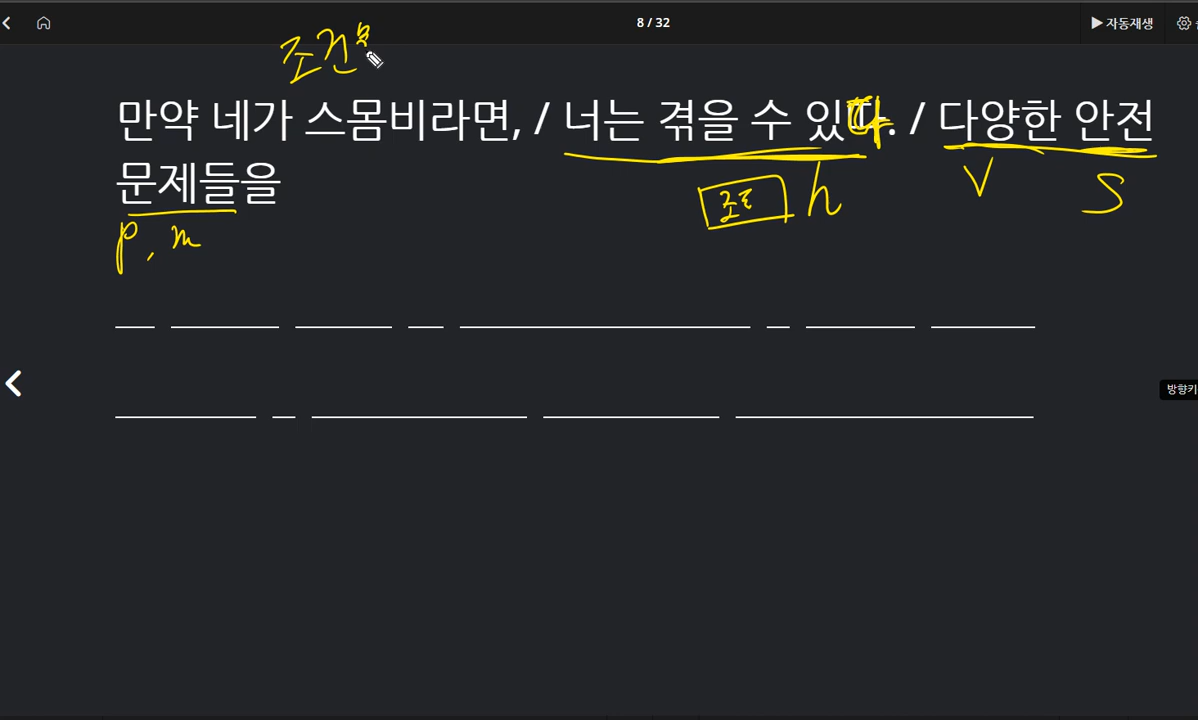 8 / 32
▶ 자동재생
조건
만약 네가 스몸비라면, / 너는 겪을 수 있다. / 다양한 안전
문제들을
조
h
V
S
p, m
방향키